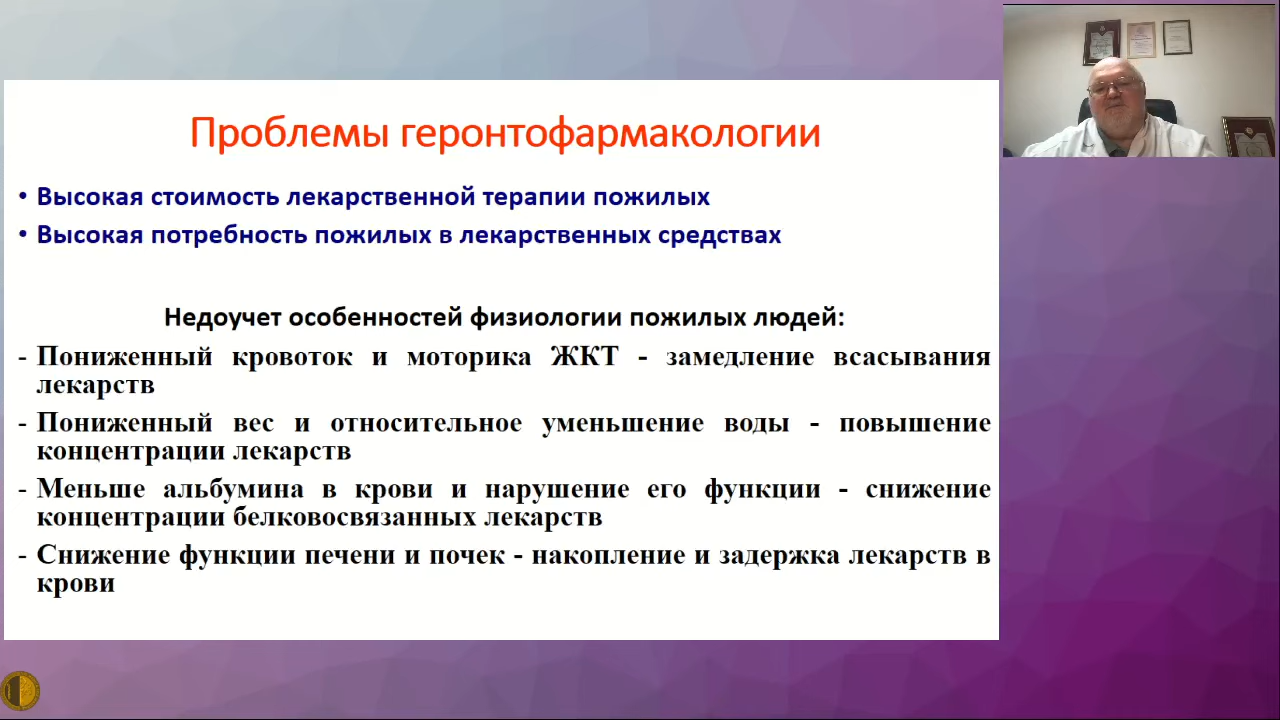 Проблемы геронтофармакологии
• Высокая стоимость лекарственной терапии пожилых
• Высокая потребность пожилых в лекарственных средствах
Недоучет особенностей физиологии пожилых людей:
- Пониженный кровоток и моторика ЖКТ - замедление всасывания
лекарств
- Пониженный вес и относительное уменьшение воды - повышение
концентрации лекарств
- Меньше альбумина в крови и нарушение его функции - снижение
концентрации белковосвязанных лекарств
- Снижение функции печени и почек - накопление и задержка лекарств в
крови